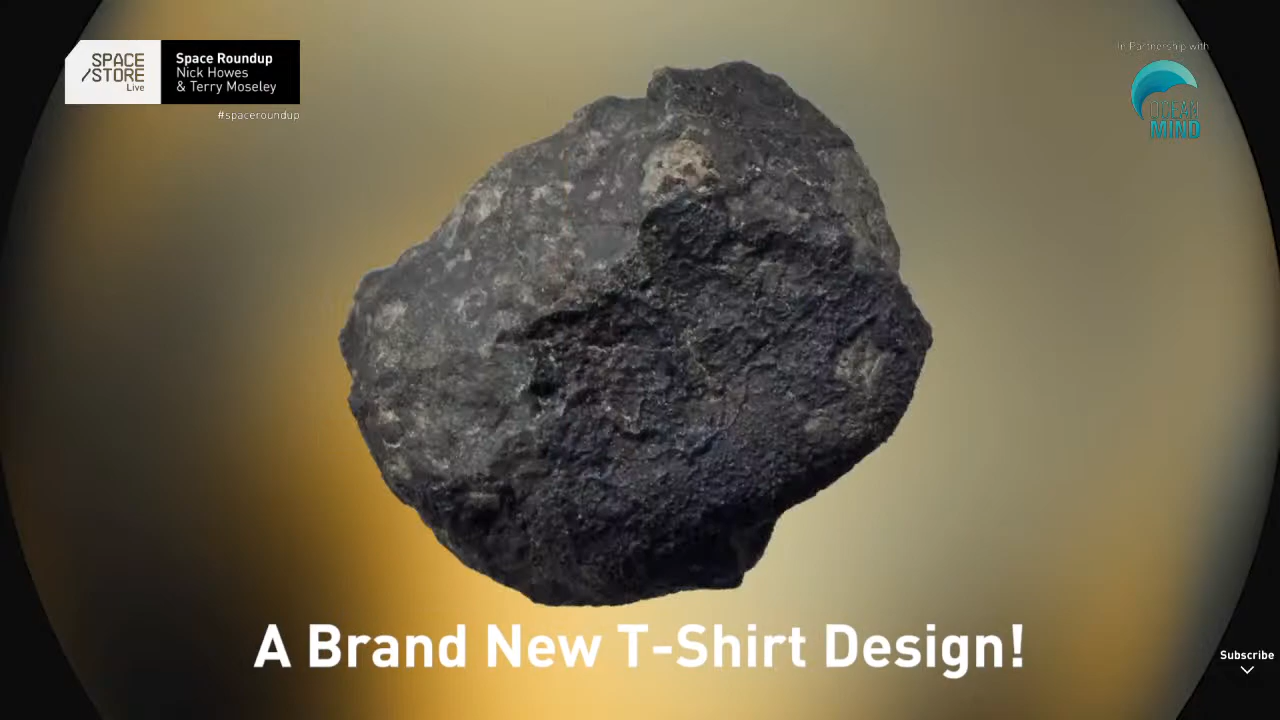 SPACE
/STORE
Live
Space Roundup
Nick Howes
& Terry Moseley
#spaceroundup
In Partnership with
OCEAN
MIND
A Brand New T-Shirt Design!
Subscribe